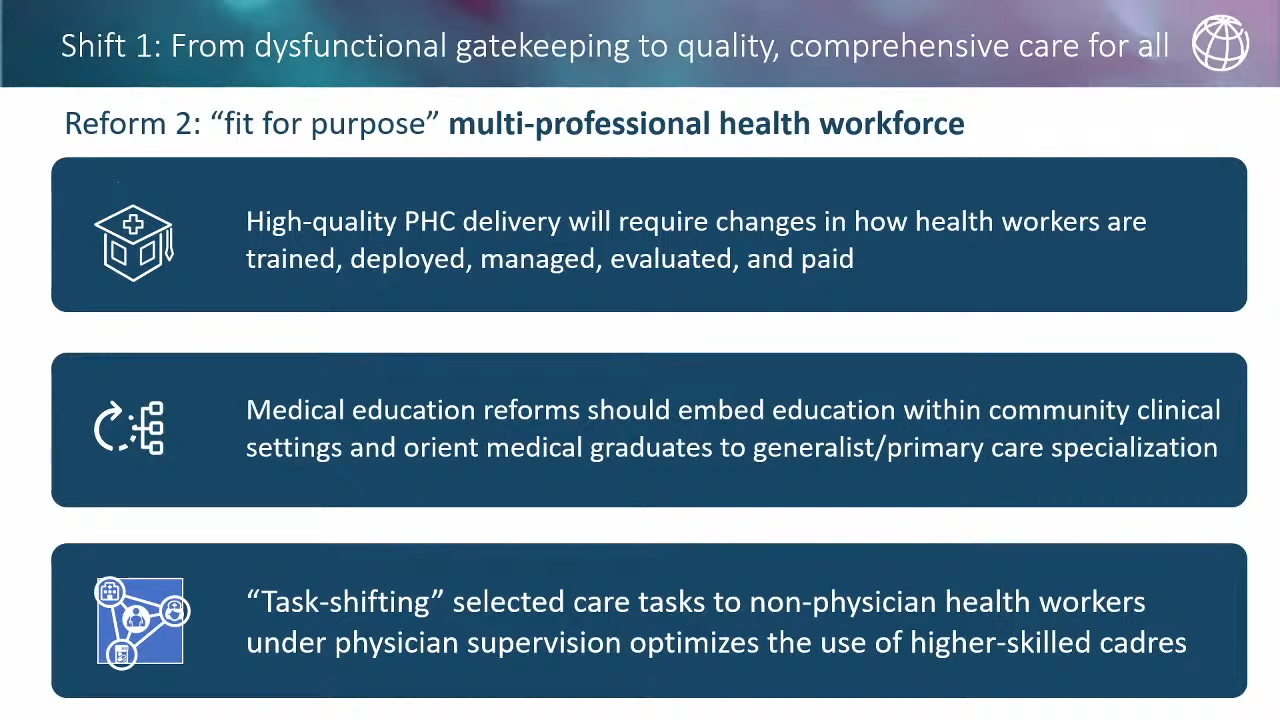 Shift 1: From dysfunctional gatekeeping to quality, comprehensive care for all
Reform 2: “fit for purpose” multi-professional health workforce
High-quality PHC delivery will require changes in how health workers are
trained, deployed, managed, evaluated, and paid
Medical education reforms should embed education within community clinical
settings and orient medical graduates to generalist/primary care specialization
“Task-shifting” selected care tasks to non-physician health workers
under physician supervision optimizes the use of higher-skilled cadres